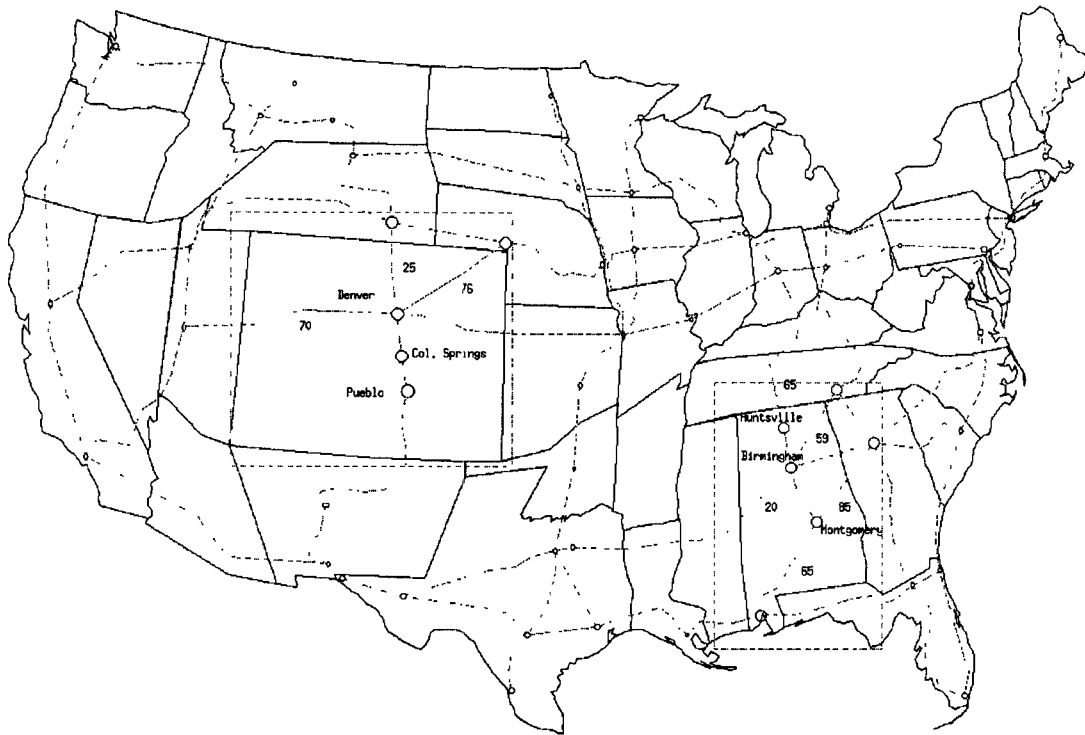 25
76
Denver
70
Col. Springs
Pueblo
65
Huntsville
59
Birmingham
20
85
Montgomery
65